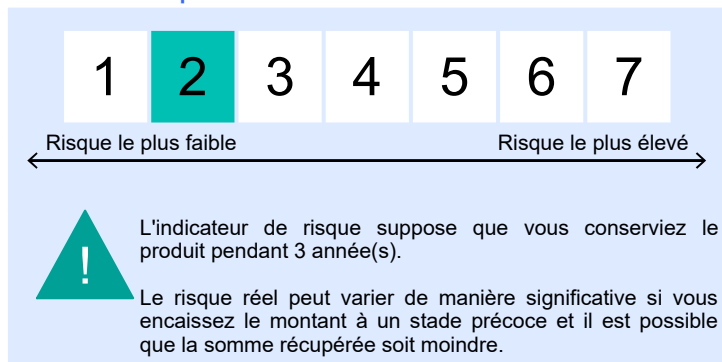 1 2 3 4 5 6 7
Risque le plus faible Risque le plus élevé
L'indicateur de risque suppose que vous conserviez le
produit pendant 3 année(s).
!
Le risque réel peut varier de manière significative si vous
encaissez le montant à un stade précoce et il est possible
que la somme récupérée soit moindre.